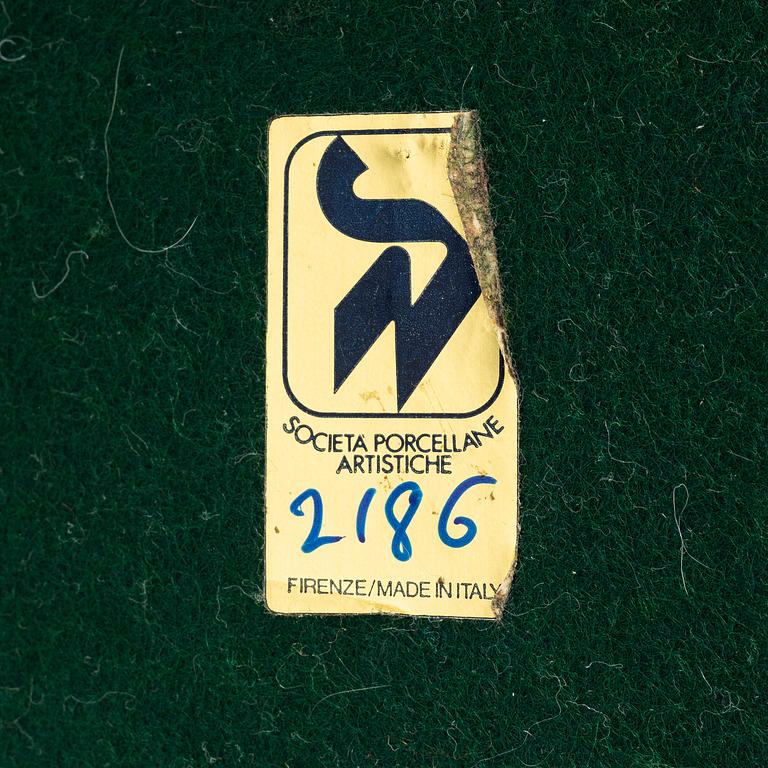 SOCIETA PORCELLANE
ARTISTICHE
2186
FIRENZE/MADE IN ITALY